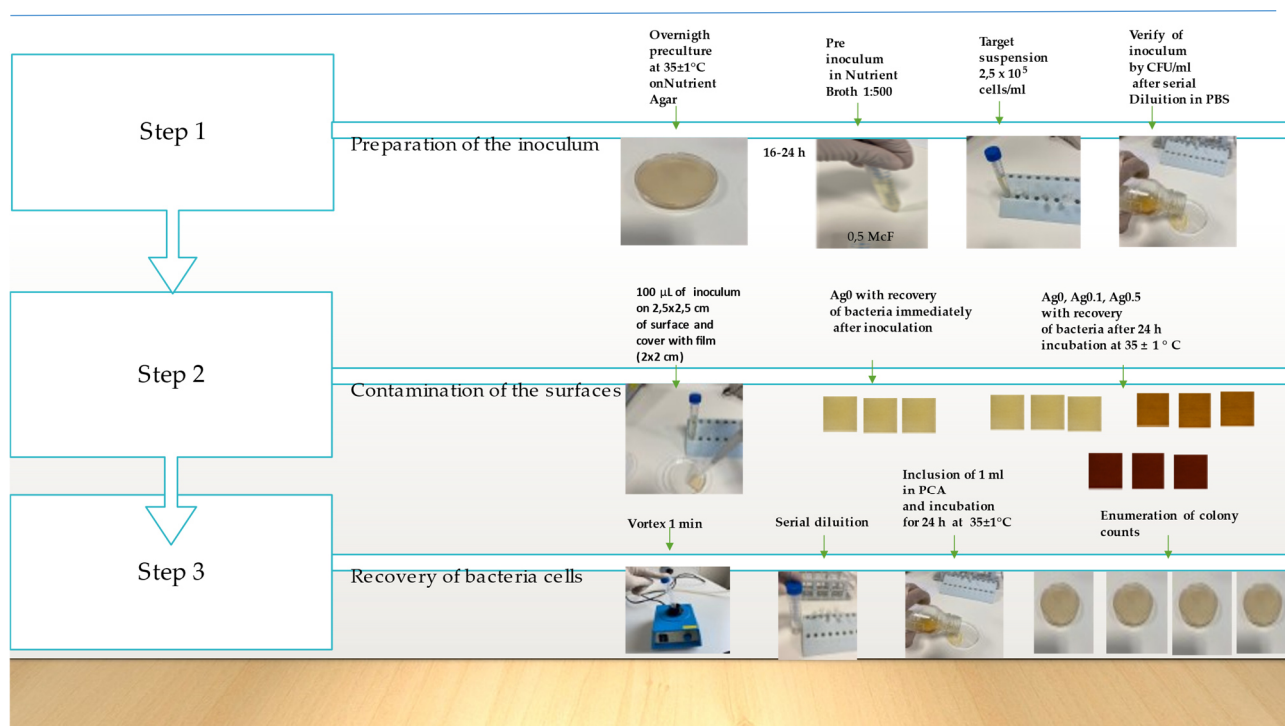 Step 1
Preparation of the inoculum
Overnigth
preculture
at 35±1°C
onNutrient
Agar
16-24 h
Pre
inoculum
in Nutrient
Broth 1:500
0,5 McF
Target
suspension
2,5 x 10⁵
cells/ml
Verify of
inoculum
by CFU/ml
after serial
Diluition in PBS
Step 2
Contamination of the surfaces
100 µL of inoculum
on 2,5x2,5 cm
of surface and
cover with film
(2x2 cm)
Ag0 with recovery
of bacteria immediately
after inoculation
Ag0, Ag0.1, Ag0.5
with recovery
of bacteria after 24 h
incubation at 35 ± 1 ° C
Step 3
Recovery of bacteria cells
Vortex 1 min
Serial diluition
Inclusion of 1 ml
in PCA
and incubation
for 24 h at 35±1°C
Enumeration of colony
counts